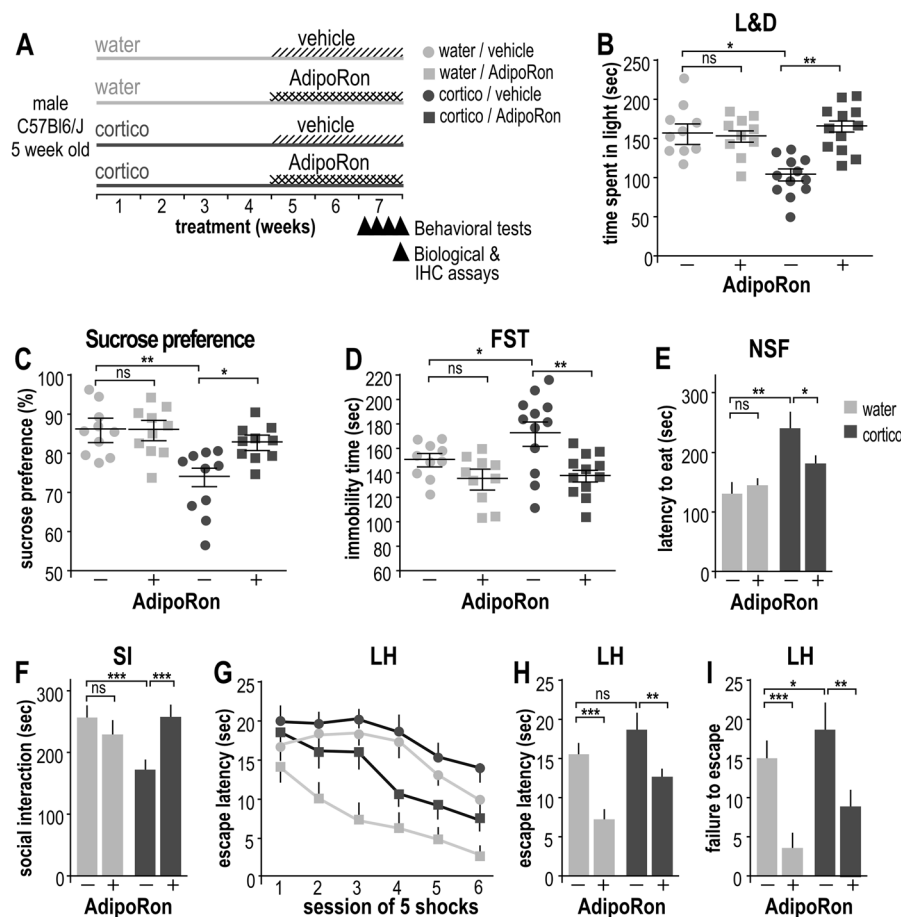 A
water
vehicle
water
AdipoRon
male
C57Bl6/J
5 week old
cortico
vehicle
cortico
AdipoRon
1 2 3 4 5 6 7
treatment (weeks)
Behavioral tests
Biological &
IHC assays
water / vehicle
water / AdipoRon
cortico / vehicle
cortico / AdipoRon
B
L&D
time spent in light (sec)
250
200
150
100
50
0
*
ns
**
– + – +
AdipoRon
C
Sucrose preference
sucrose preference (%)
100
90
80
70
60
50
**
ns
*
– + – +
AdipoRon
D
FST
immobility time (sec)
220
200
180
160
140
120
100
80
60
*
ns
**
– + – +
AdipoRon
E
NSF
latency to eat (sec)
300
200
100
0
**
ns
*
– + – +
AdipoRon
water
cortico
F
SI
social interaction (sec)
300
200
100
0
***
ns
***
– + – +
AdipoRon
G
LH
escape latency (sec)
25
20
15
10
5
0
1 2 3 4 5 6
session of 5 shocks
H
LH
escape latency (sec)
25
20
15
10
5
0
ns
***
**
– + – +
AdipoRon
I
LH
failure to escape
25
20
15
10
5
0
*
***
**
– + – +
AdipoRon